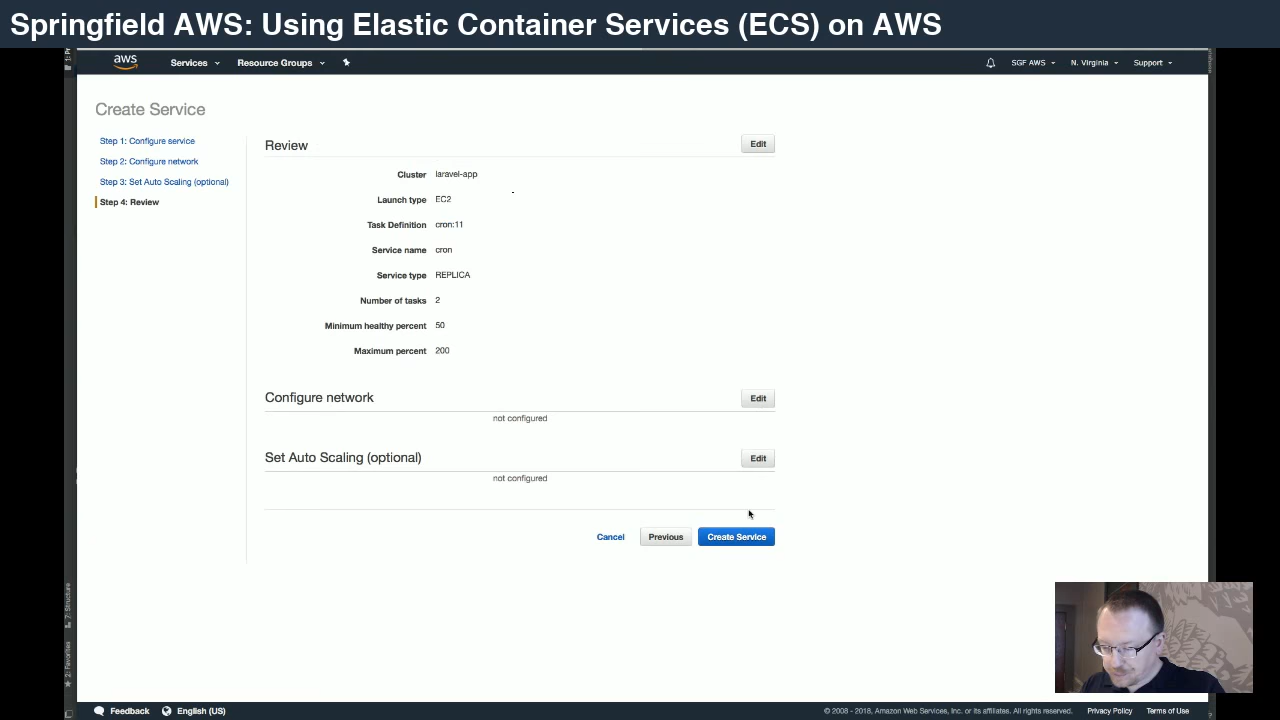 Springfield AWS: Using Elastic Container Services (ECS) on AWS
aws Services Resource Groups SGF AWS N. Virginia Support
Create Service
Step 1: Configure service
Step 2: Configure network
Step 3: Set Auto Scaling (optional)
Step 4: Review
Review Edit
Cluster laravel-app
Launch type EC2
Task Definition cron:11
Service name cron
Service type REPLICA
Number of tasks 2
Minimum healthy percent 50
Maximum percent 200
Configure network Edit
not configured
Set Auto Scaling (optional) Edit
not configured
Cancel Previous Create Service
7: Structure
2: Favorites
Feedback English (US) © 2008 - 2018, Amazon Web Services, Inc. or its affiliates. All rights reserved. Privacy Policy Terms of Use